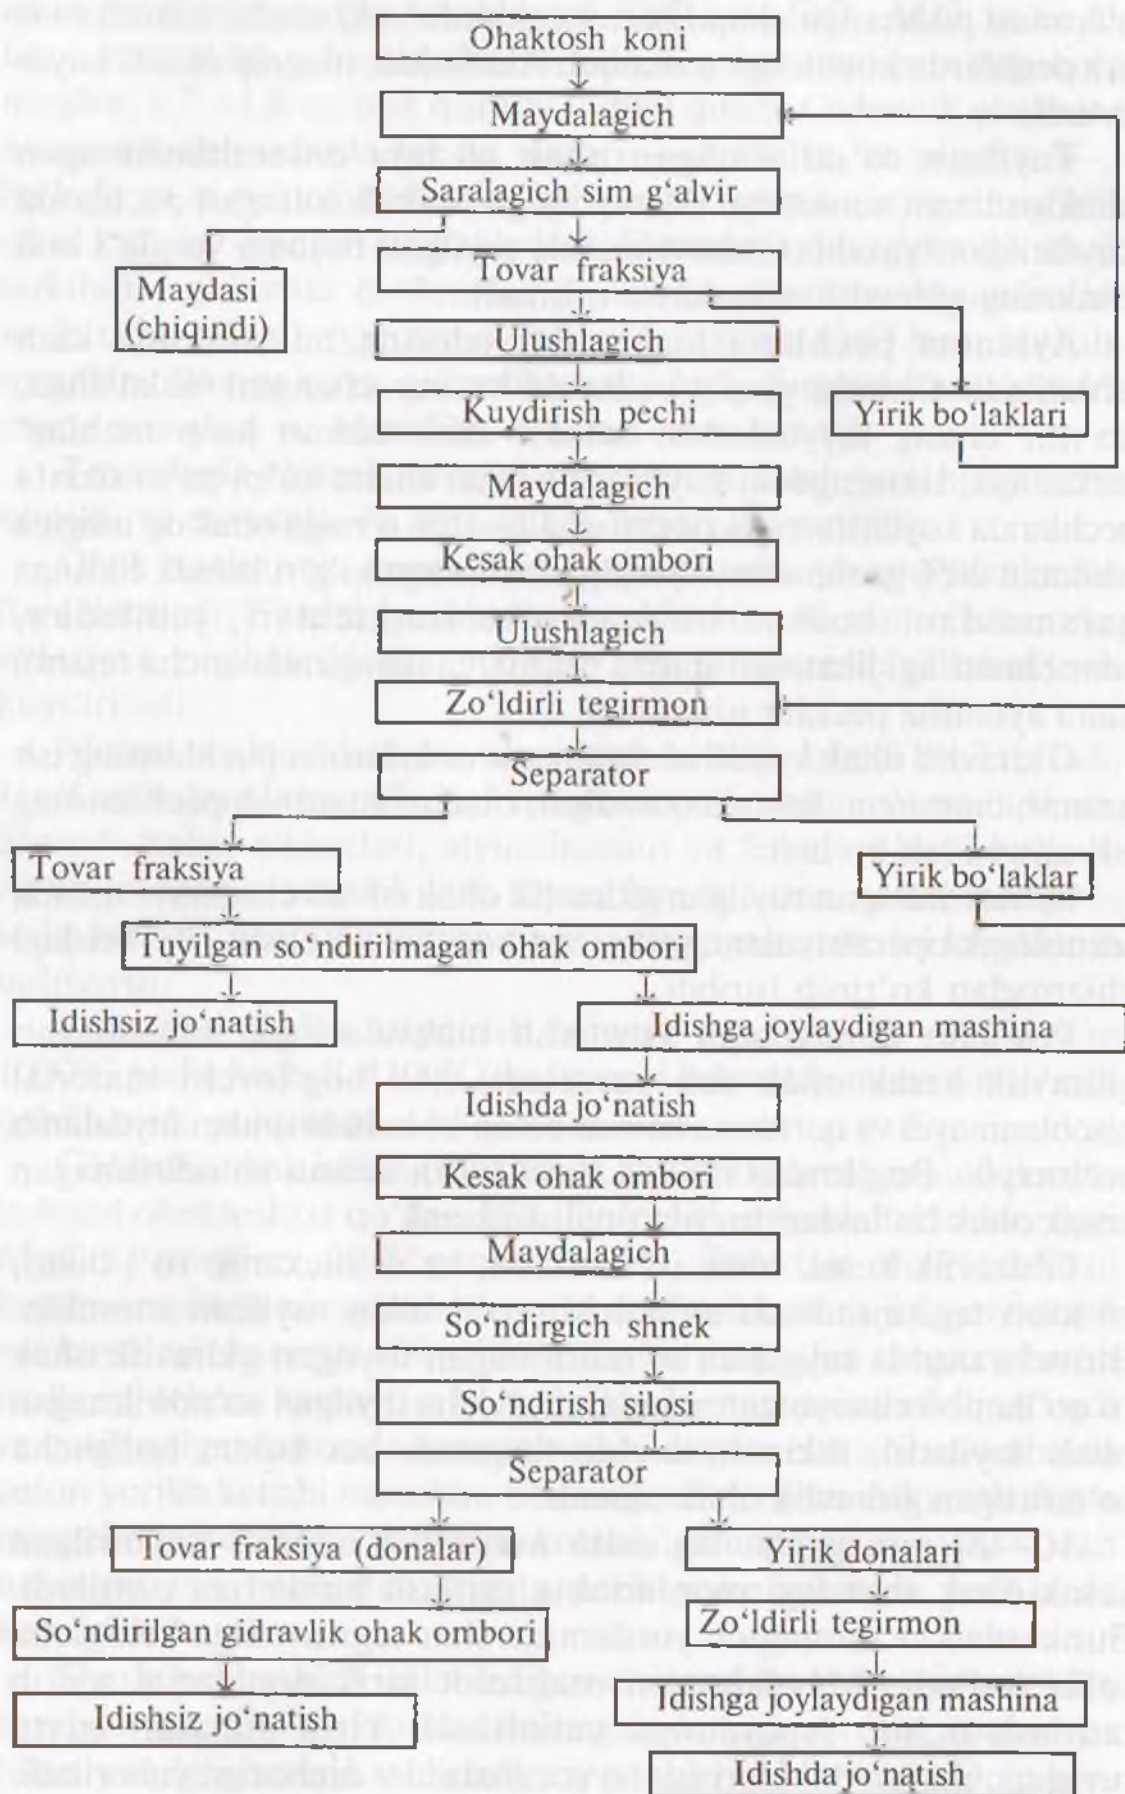 Ohaktosh koni
Maydalagich
Saralagich sim g‘alvir
Tovar fraksiya
Maydasi
(chiqindi)
Ulushlagich
Kuydirish pechi
Yirik bo‘laklari
Maydalagich
Kesak ohak ombori
Ulushlagich
Zo‘ldirli tegirmon
Separator
Tovar fraksiya
Yirik bo‘laklar
Tuyilgan so‘ndirilmagan ohak ombori
Idishsiz jo‘natish
Idishga joylaydigan mashina
Idishda jo‘natish
Kesak ohak ombori
Maydalagich
So‘ndirgich shnek
So‘ndirish silosi
Separator
Tovar fraksiya (donalar)
Yirik donalari
So‘ndirilgan gidravlik ohak ombori
Zo‘ldirli tegirmon
Idishsiz jo‘natish
Idishga joylaydigan mashina
Idishda jo‘natish